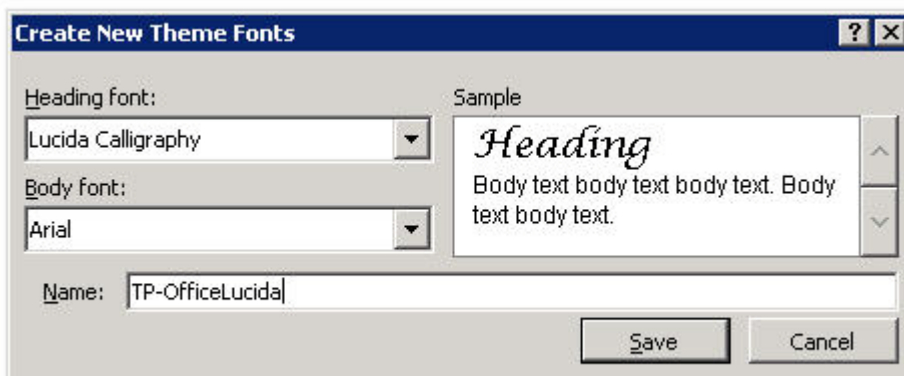 Create New Theme Fonts
Heading font:
Lucida Calligraphy
Body font:
Arial
Sample
Heading
Body text body text body text. Body
text body text.
Name: TP-OfficeLucida
Save Cancel